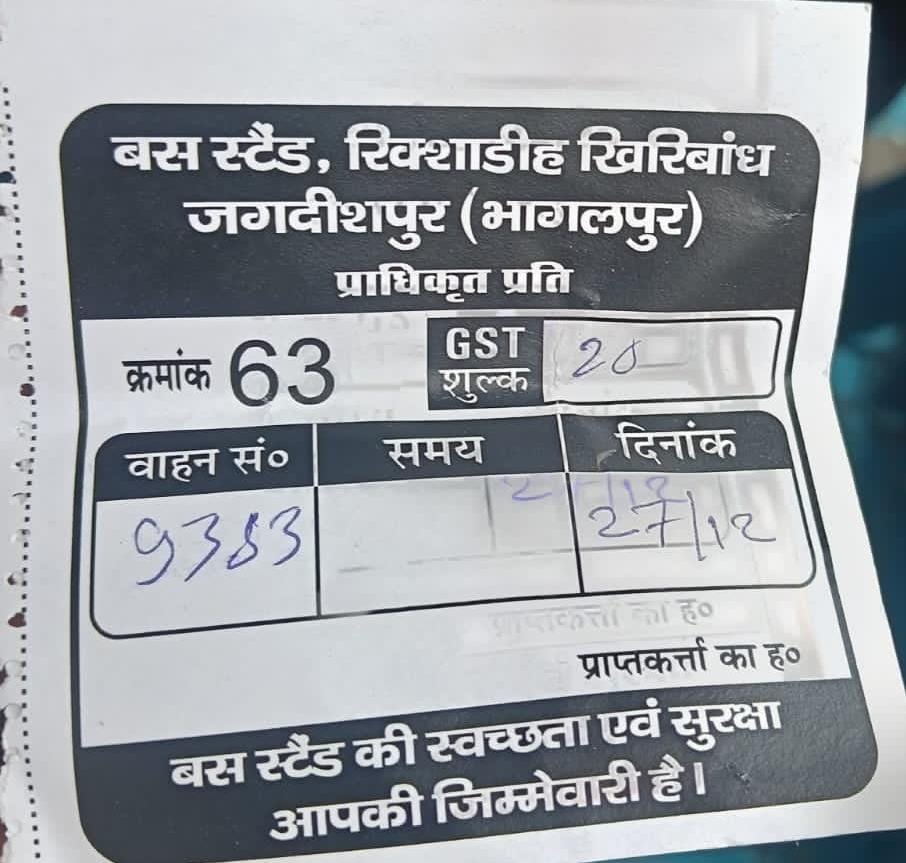 बस स्टैंड, रिक्शाडीह खिरिबांध
जगदीशपुर (भागलपुर)
प्राधिकृत प्रति
क्रमांक 63 GST शुल्क 20
वाहन सं० समय दिनांक
9383 27/12
प्राप्तकर्त्ता का ह०
बस स्टैंड की स्वच्छता एवं सुरक्षा
आपकी जिम्मेवारी है।